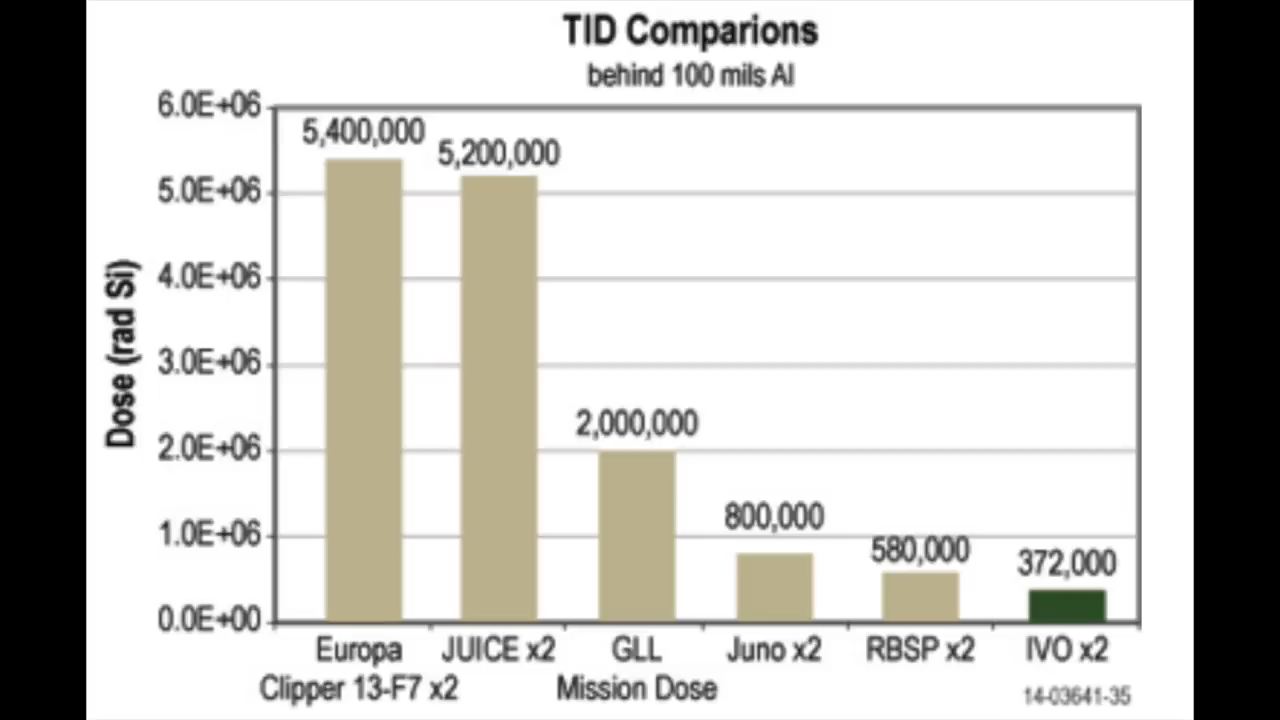 TID Comparions
behind 100 mils Al
Dose (rad Si)
6.0E+06
5.0E+06
4.0E+06
3.0E+06
2.0E+06
1.0E+06
0.0E+00
5,400,000
5,200,000
2,000,000
800,000
580,000
372,000
Europa
Clipper 13-F7 x2
JUICE x2
GLL
Mission Dose
Juno x2
RBSP x2
IVO x2
14-03641-35